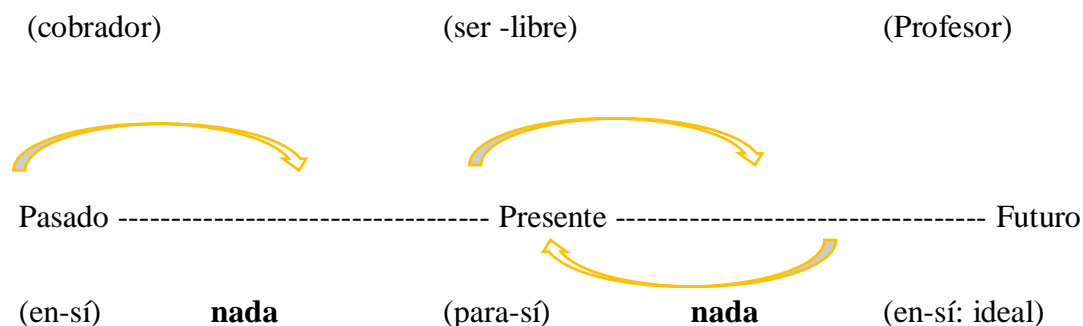 (cobrador) (ser -libre) (Profesor)
Pasado ----------------------------------- Presente ----------------------------------- Futuro
(en-sí) nada (para-sí) nada (en-sí: ideal)